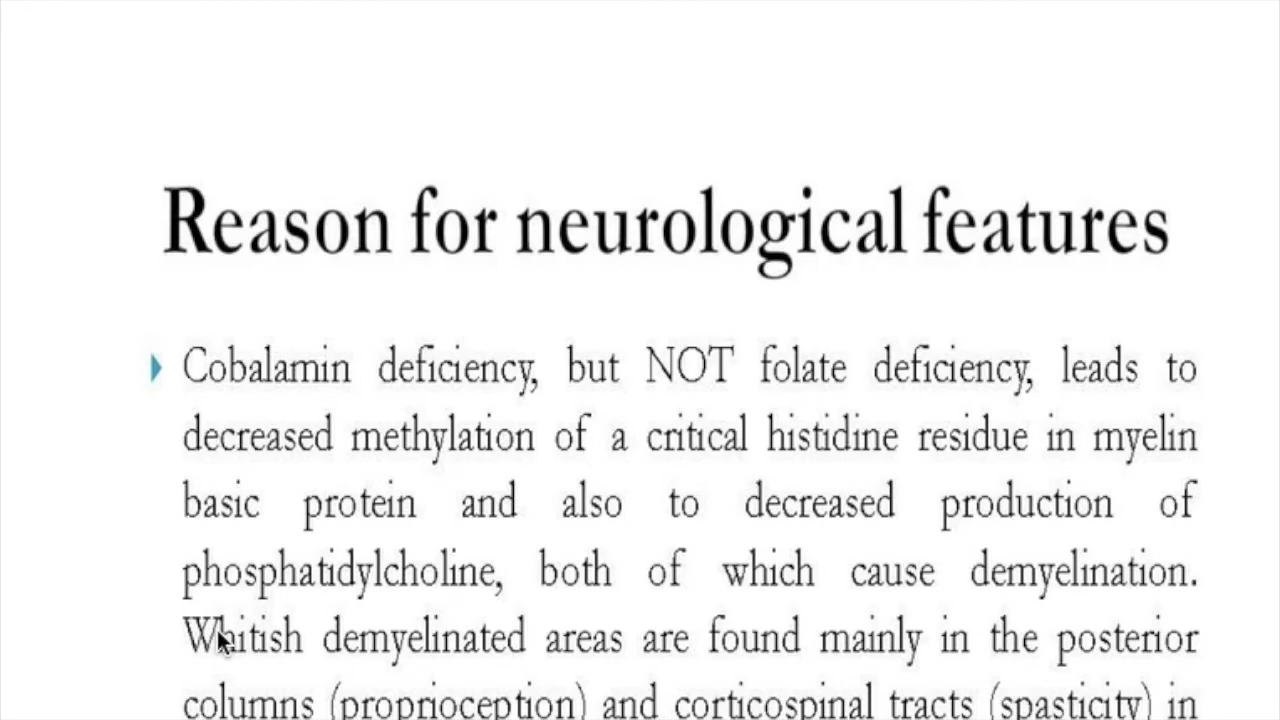 Reason for neurological features
Cobalamin deficiency, but NOT folate deficiency, leads to
decreased methylation of a critical histidine residue in myelin
basic protein and also to decreased production of
phosphatidylcholine, both of which cause demyelination.
Whitish demyelinated areas are found mainly in the posterior
columns (proprioception) and corticospinal tracts (spasticity) in